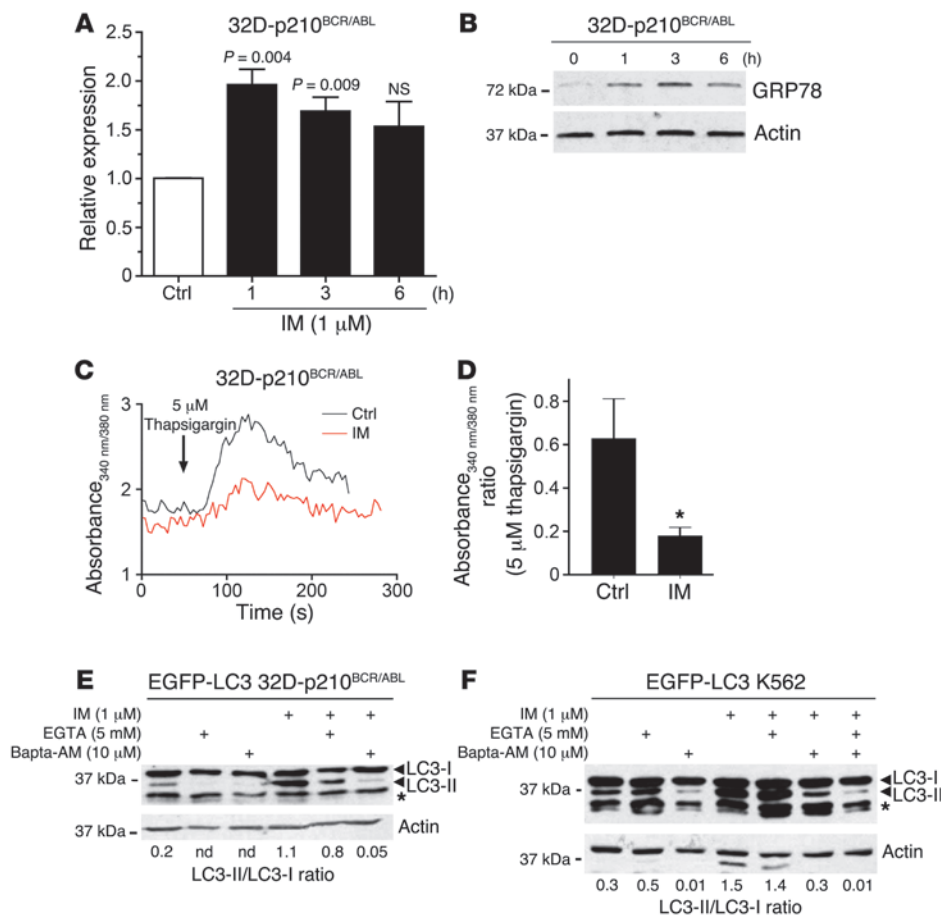 A
32D-p210BCR/ABL
Relative expression
2.5
2.0
1.5
1.0
0.5
0
P = 0.004
P = 0.009
NS
Ctrl
1
3
6
(h)
IM (1 μM)
B
32D-p210BCR/ABL
0 1 3 6 (h)
72 kDa
GRP78
37 kDa
Actin
C
32D-p210BCR/ABL
Absorbance340 nm/380 nm
3
2
1
5 μM
Thapsigargin
Ctrl
IM
0 100 200 300
Time (s)
D
Absorbance340 nm/380 nm
ratio
(5 μM thapsigargin)
0.8
0.6
0.4
0.2
0
*
Ctrl IM
E
EGFP-LC3 32D-p210BCR/ABL
IM (1 μM) + + +
EGTA (5 mM) + +
Bapta-AM (10 μM) + +
37 kDa
LC3-I
LC3-II
*
37 kDa
Actin
0.2 nd nd 1.1 0.8 0.05
LC3-II/LC3-I ratio
F
EGFP-LC3 K562
IM (1 μM) + + + +
EGTA (5 mM) + + +
Bapta-AM (10 μM) + + +
37 kDa
LC3-I
LC3-II
*
37 kDa
Actin
0.3 0.5 0.01 1.5 1.4 0.3 0.01
LC3-II/LC3-I ratio